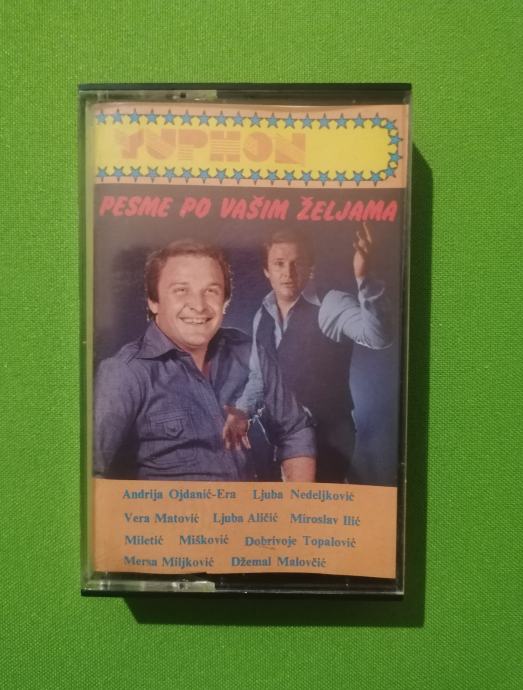 YUPHON
PESME PO VAŠIM ŽELJAMA
Andrija Ojdanić-Era Ljuba Nedeljković
Vera Matović Ljuba Aličić Miroslav Ilić
Miletić Mišković Dobrivoje Topalović
Mersa Miljković Džemal Malovčić